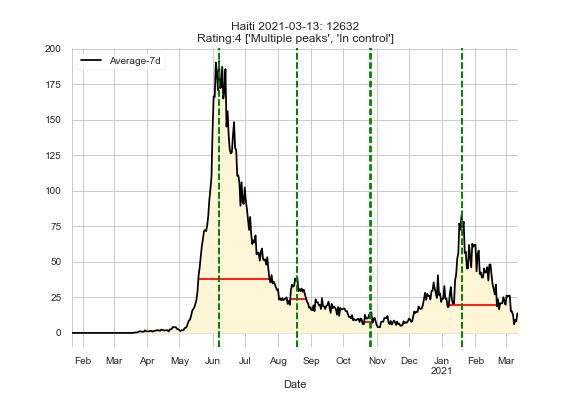 Haiti 2021-03-13: 12632
Rating:4 ['Multiple peaks', 'In control']
Average-7d
200
175
150
125
100
75
50
25
0
Feb Mar Apr May Jun Jul Aug Sep Oct Nov Dec Jan Feb Mar
2021
Date